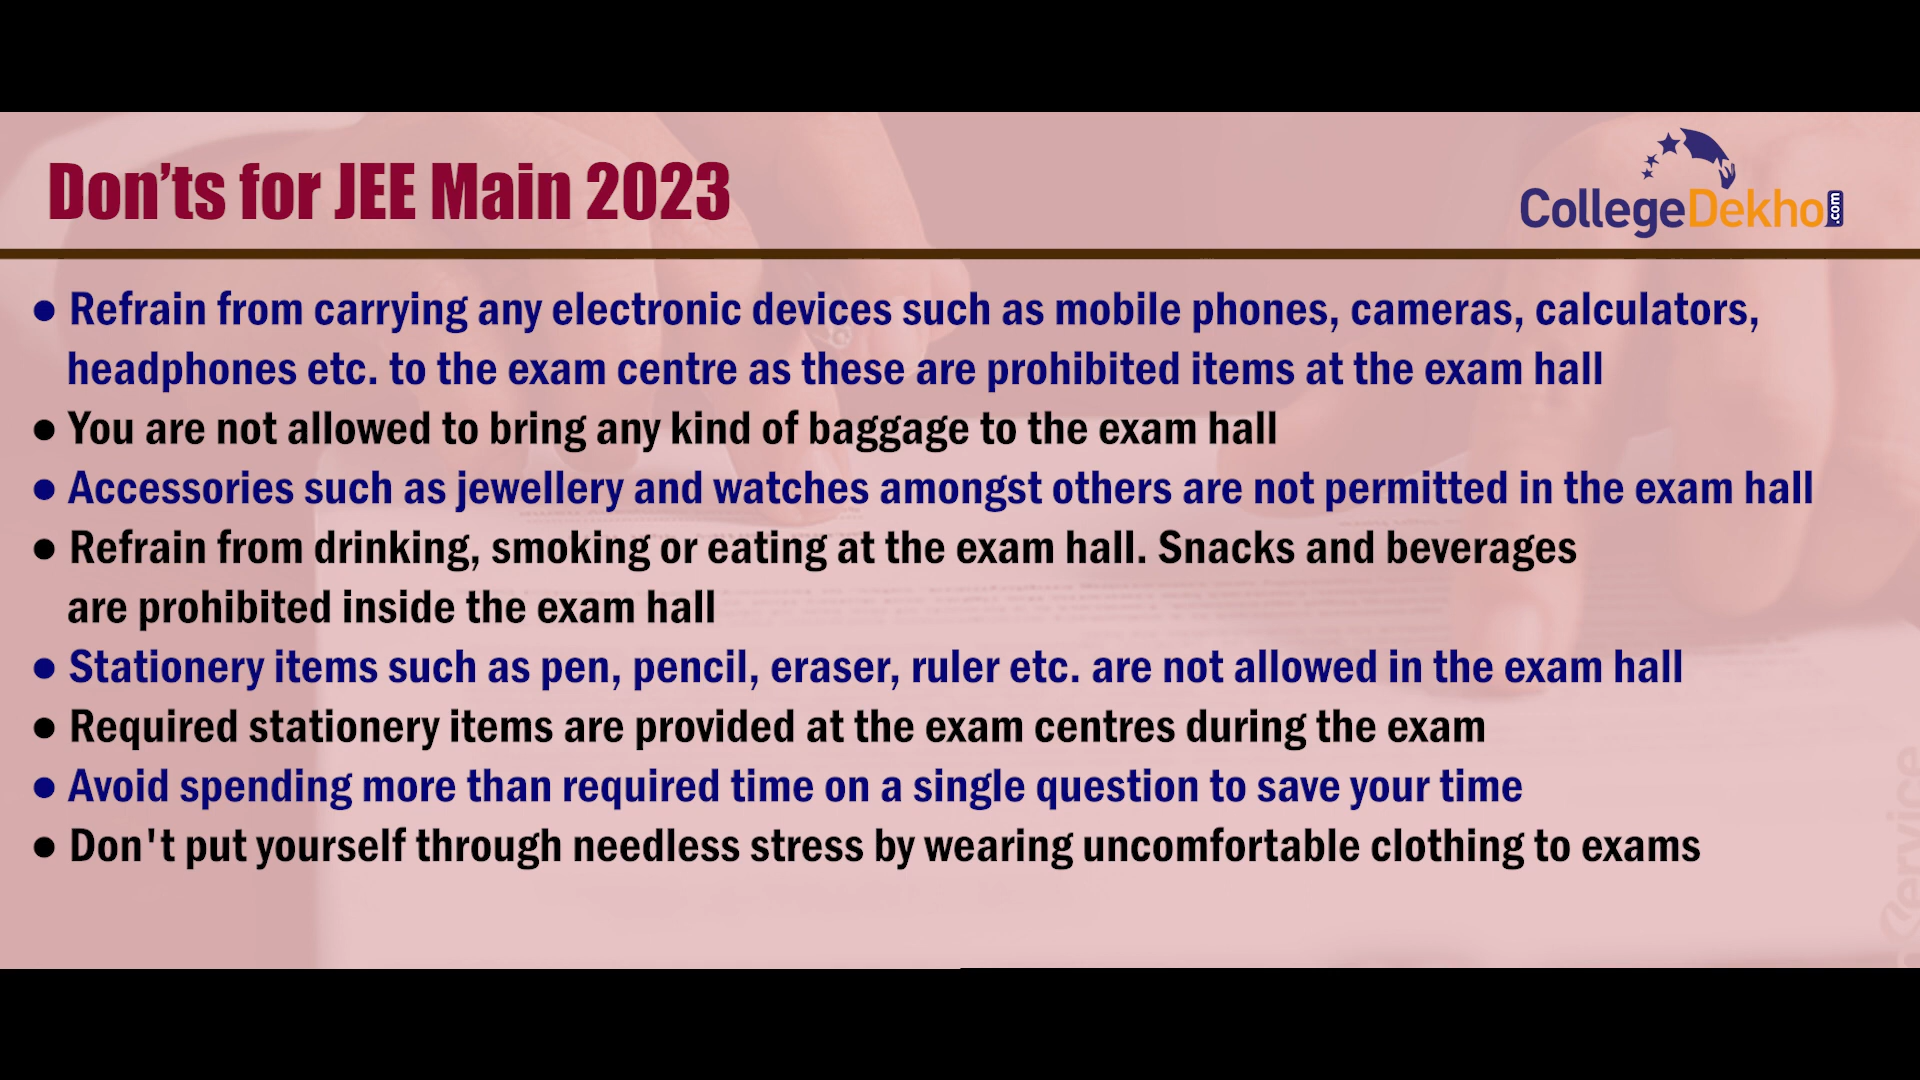 Don'ts for JEE Main 2023
CollegeDekho.com
● Refrain from carrying any electronic devices such as mobile phones, cameras, calculators,
headphones etc. to the exam centre as these are prohibited items at the exam hall
● You are not allowed to bring any kind of baggage to the exam hall
● Accessories such as jewellery and watches amongst others are not permitted in the exam hall
● Refrain from drinking, smoking or eating at the exam hall. Snacks and beverages
are prohibited inside the exam hall
● Stationery items such as pen, pencil, eraser, ruler etc. are not allowed in the exam hall
● Required stationery items are provided at the exam centres during the exam
● Avoid spending more than required time on a single question to save your time
● Don't put yourself through needless stress by wearing uncomfortable clothing to exams